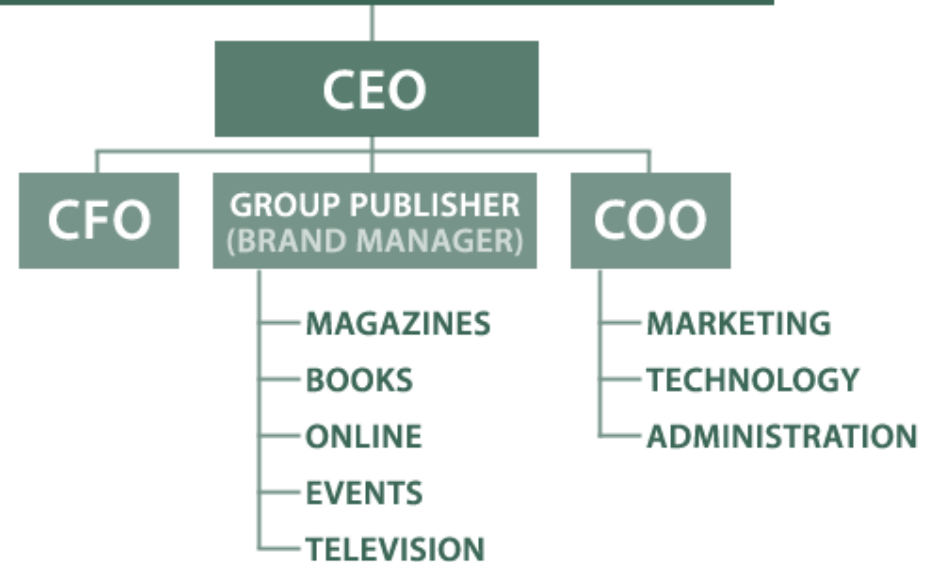 CEO
CFO
GROUP PUBLISHER
(BRAND MANAGER)
COO
MAGAZINES
BOOKS
ONLINE
EVENTS
TELEVISION
MARKETING
TECHNOLOGY
ADMINISTRATION